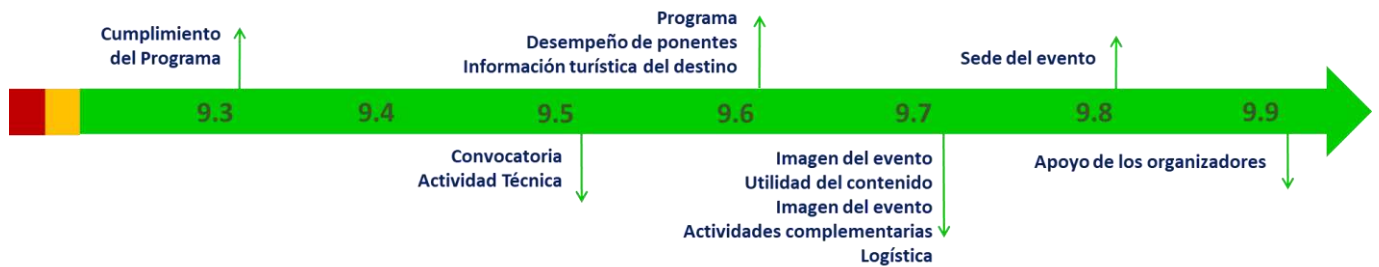 Cumplimiento
del Programa
Programa
Desempeño de ponentes
Información turística del destino
Sede del evento
9.3 9.4 9.5 9.6 9.7 9.8 9.9
Convocatoria
Actividad Técnica
Imagen del evento
Utilidad del contenido
Imagen del evento
Actividades complementarias
Logística
Apoyo de los organizadores